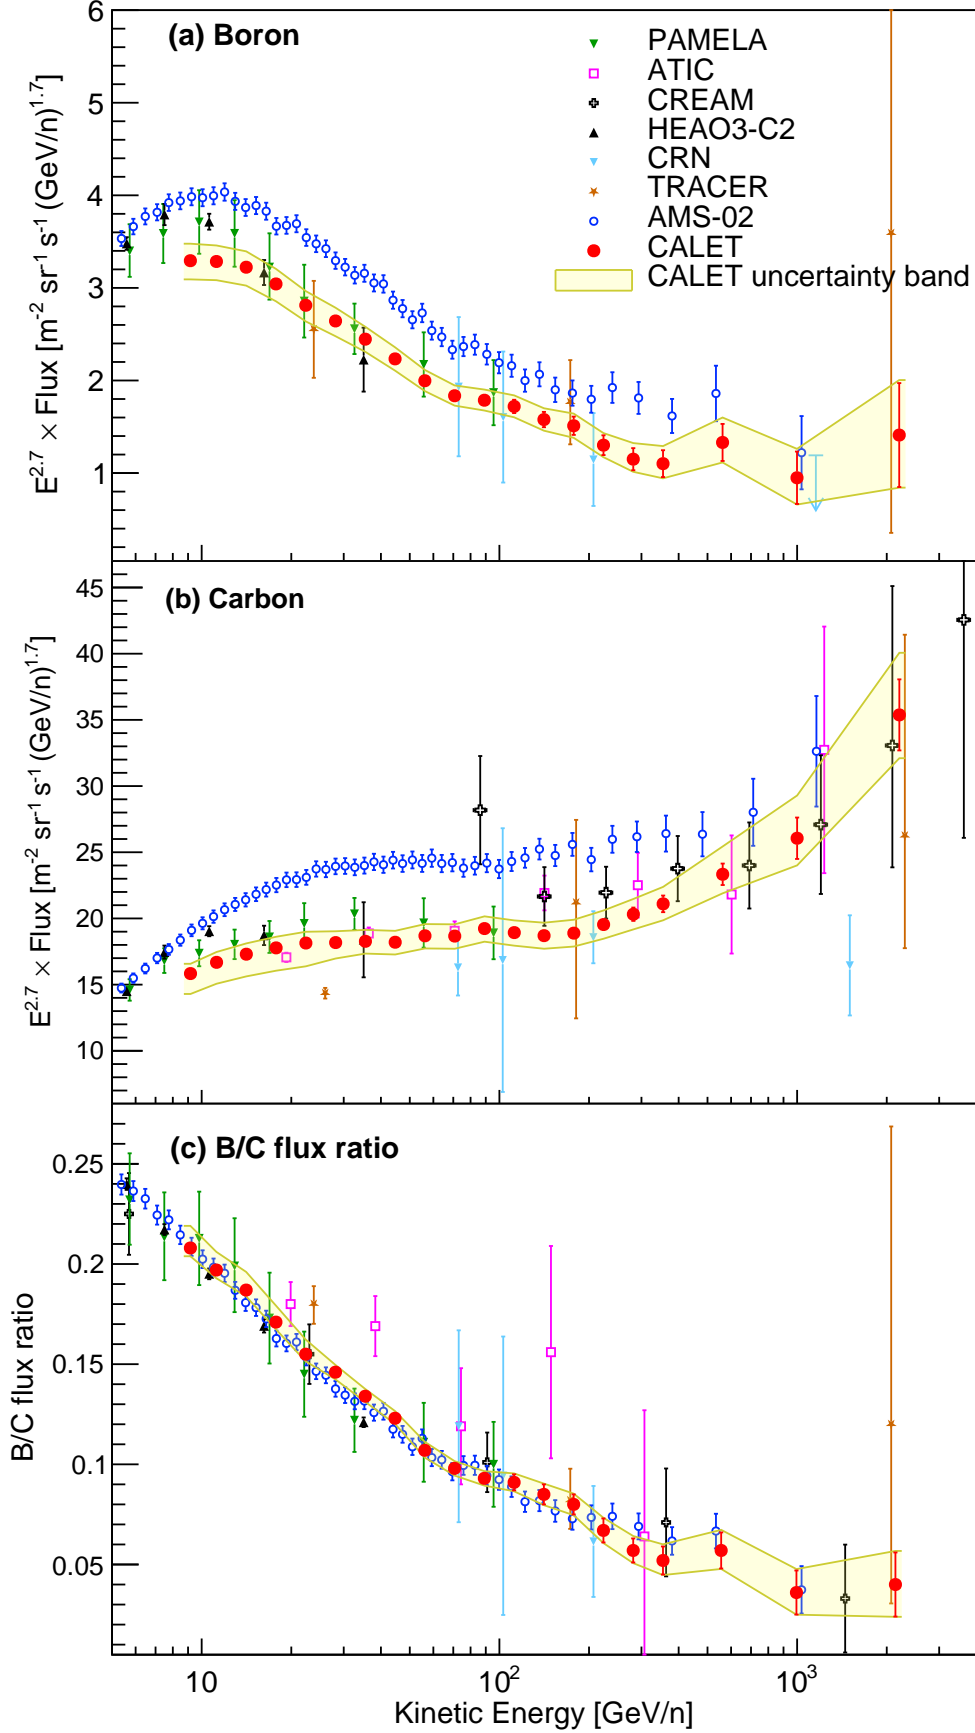 (a) Boron
PAMELA
ATIC
CREAM
HEAO3-C2
CRN
TRACER
AMS-02
CALET
CALET uncertainty band
E^2.7 × Flux [m^-2 sr^-1 s^-1 (GeV/n)^1.7]
6
5
4
3
2
1
(b) Carbon
E^2.7 × Flux [m^-2 sr^-1 s^-1 (GeV/n)^1.7]
45
40
35
30
25
20
15
10
(c) B/C flux ratio
B/C flux ratio
0.25
0.2
0.15
0.1
0.05
10
10^2
10^3
Kinetic Energy [GeV/n]